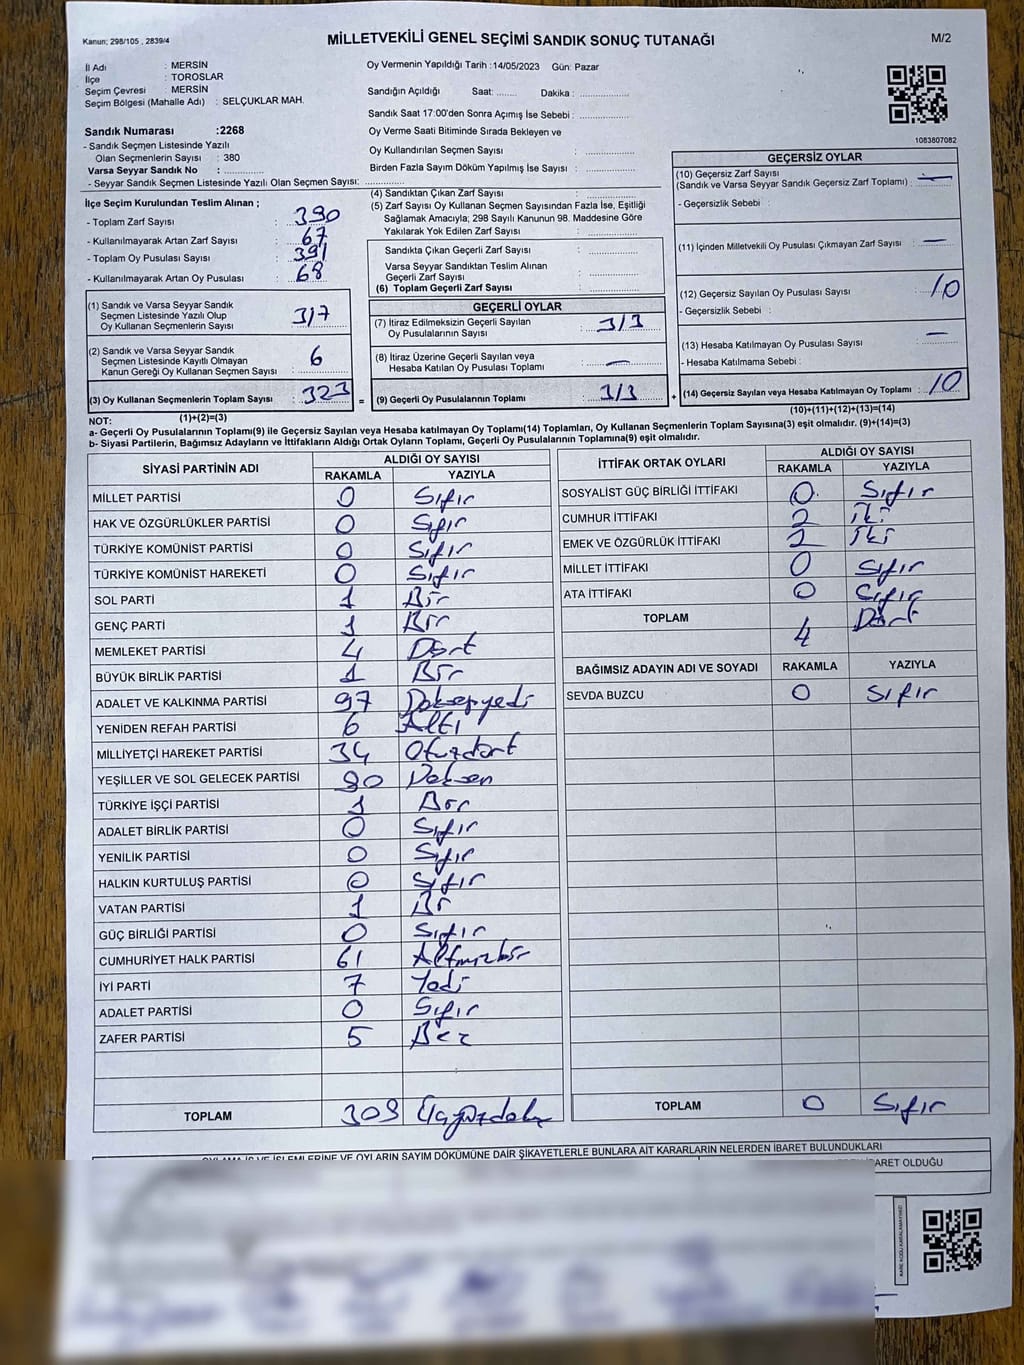 Kanun; 298/105 , 2839/4
MİLLETVEKİLİ GENEL SEÇİMİ SANDIK SONUÇ TUTANAĞI
M/2
İl Adı : MERSİN
İlçe : TOROSLAR
Seçim Çevresi : MERSİN
Seçim Bölgesi (Mahalle Adı) : SELÇUKLAR MAH.
Sandık Numarası :2268
- Sandık Seçmen Listesinde Yazılı
Olan Seçmenlerin Sayısı : 380
Varsa Seyyar Sandık No : ..............
- Seyyar Sandık Seçmen Listesinde Yazılı Olan Seçmen Sayısı: ..............
Oy Vermenin Yapıldığı Tarih :14/05/2023 Gün: Pazar
Sandığın Açıldığı Saat: ........ Dakika : ..................
Sandık Saat 17:00'den Sonra Açımış İse Sebebi : ..................
Oy Verme Saati Bitiminde Sırada Bekleyen ve
Oy Kullandırılan Seçmen Sayısı : ..................
Birden Fazla Sayım Döküm Yapılmış İse Sayısı : ..................
1083807082
İlçe Seçim Kurulundan Teslim Alınan ;
- Toplam Zarf Sayısı : 390
- Kullanılmayarak Artan Zarf Sayısı : 67
- Toplam Oy Pusulası Sayısı : 391
- Kullanılmayarak Artan Oy Pusulası : 68
(4) Sandıktan Çıkan Zarf Sayısı : ..................
(5) Zarf Sayısı Oy Kullanan Seçmen Sayısından Fazla İse, Eşitliği
Sağlamak Amacıyla; 298 Sayılı Kanunun 98. Maddesine Göre
Yakılarak Yok Edilen Zarf Sayısı : ..................
Sandıkta Çıkan Geçerli Zarf Sayısı : ..................
Varsa Seyyar Sandıktan Teslim Alınan
Geçerli Zarf Sayısı : ..................
(6) Toplam Geçerli Zarf Sayısı : ..................
GEÇERSİZ OYLAR
(10) Geçersiz Zarf Sayısı
(Sandık ve Varsa Seyyar Sandık Geçersiz Zarf Toplamı) : —
- Geçersizlik Sebebi :
(11) İçinden Milletvekili Oy Pusulası Çıkmayan Zarf Sayısı : —
(12) Geçersiz Sayılan Oy Pusulası Sayısı : 10
- Geçersizlik Sebebi :
(13) Hesaba Katılmayan Oy Pusulası Sayısı : —
- Hesaba Katılmama Sebebi :
(14) Geçersiz Sayılan veya Hesaba Katılmayan Oy Toplamı : 10
(10)+(11)+(12)+(13)=(14)
(1) Sandık ve Varsa Seyyar Sandık
Seçmen Listesinde Yazılı Olup
Oy Kullanan Seçmenlerin Sayısı : 317
(2) Sandık ve Varsa Seyyar Sandık
Seçmen Listesinde Kayıtlı Olmayan
Kanun Gereği Oy Kullanan Seçmen Sayısı : 6
(3) Oy Kullanan Seçmenlerin Toplam Sayısı : 323 =
(1)+(2)=(3)
GEÇERLİ OYLAR
(7) İtiraz Edilmeksizin Geçerli Sayılan
Oy Pusulalarının Sayısı : 313
(8) İtiraz Üzerine Geçerli Sayılan veya
Hesaba Katılan Oy Pusulası Toplamı : —
(9) Geçerli Oy Pusulalarının Toplamı : 313 +
NOT:
a- Geçerli Oy Pusulalarının Toplamı(9) ile Geçersiz Sayılan veya Hesaba katılmayan Oy Toplamı(14) Toplamları, Oy Kullanan Seçmenlerin Toplam Sayısına(3) eşit olmalıdır. (9)+(14)=(3)
b- Siyasi Partilerin, Bağımsız Adayların ve İttifakların Aldığı Ortak Oyların Toplamı, Geçerli Oy Pusulalarının Toplamına(9) eşit olmalıdır.
SİYASİ PARTİNİN ADI ALDIĞI OY SAYISI
RAKAMLA YAZIYLA
MİLLET PARTİSİ 0 Sıfır
HAK VE ÖZGÜRLÜKLER PARTİSİ 0 Sıfır
TÜRKİYE KOMÜNİST PARTİSİ 0 Sıfır
TÜRKİYE KOMÜNİST HAREKETİ 0 Sıfır
SOL PARTİ 1 Bir
GENÇ PARTİ 1 Bir
MEMLEKET PARTİSİ 4 Dört
BÜYÜK BİRLİK PARTİSİ 1 Bir
ADALET VE KALKINMA PARTİSİ 97 Doksanyedi
YENİDEN REFAH PARTİSİ 6 Altı
MİLLİYETÇİ HAREKET PARTİSİ 34 Otuzdört
YEŞİLLER VE SOL GELECEK PARTİSİ 90 Doksan
TÜRKİYE İŞÇİ PARTİSİ 1 Bir
ADALET BİRLİK PARTİSİ 0 Sıfır
YENİLİK PARTİSİ 0 Sıfır
HALKIN KURTULUŞ PARTİSİ 0 Sıfır
VATAN PARTİSİ 1 Bir
GÜÇ BİRLİĞİ PARTİSİ 0 Sıfır
CUMHURİYET HALK PARTİSİ 61 Altmışbir
İYİ PARTİ 7 Yedi
ADALET PARTİSİ 0 Sıfır
ZAFER PARTİSİ 5 Beş
TOPLAM 309 Üçyüzdokuz
İTTİFAK ORTAK OYLARI ALDIĞI OY SAYISI
RAKAMLA YAZIYLA
SOSYALİST GÜÇ BİRLİĞİ İTTİFAKI 0 Sıfır
CUMHUR İTTİFAKI 2 iki
EMEK VE ÖZGÜRLÜK İTTİFAKI 2 iki
MİLLET İTTİFAKI 0 Sıfır
ATA İTTİFAKI 0 Sıfır
TOPLAM 4 Dört
BAĞIMSIZ ADAYIN ADI VE SOYADI RAKAMLA YAZIYLA
SEVDA BUZCU 0 Sıfır
TOPLAM 0 Sıfır
OYLAMA İŞ VE İŞLEMLERİNE VE OYLARIN SAYIM DÖKÜMÜNE DAİR ŞİKAYETLERLE BUNLARA AİT KARARLARIN NELERDEN İBARET BULUNDUKLARI
OLDUĞU